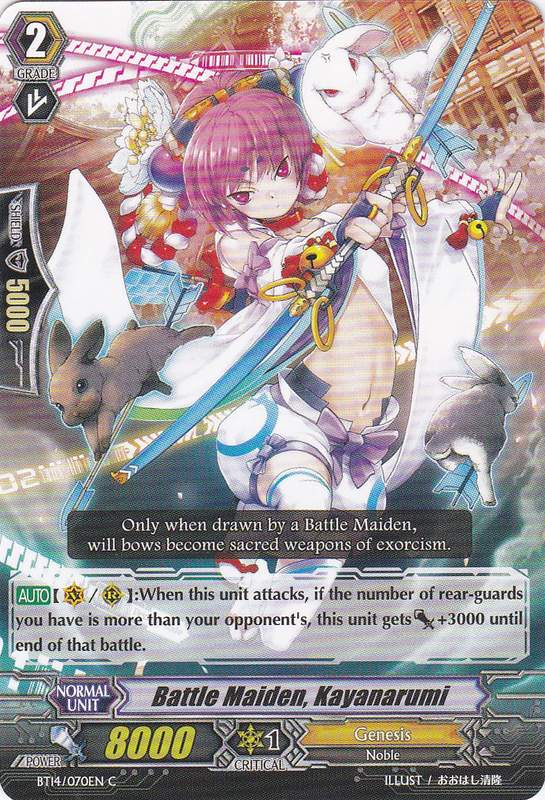 2
GRADE
SHIELD
5000
02
Only when drawn by a Battle Maiden,
will bows become sacred weapons of exorcism.
AUTO【 / 】:When this unit attacks, if the number of rear-guards
you have is more than your opponent's, this unit gets +3000 until
end of that battle.
NORMAL
UNIT
Battle Maiden, Kayanarumi
POWER
8000
1
CRITICAL
Genesis
Noble
BT14/070EN C
ILLUST / おおはし清隆